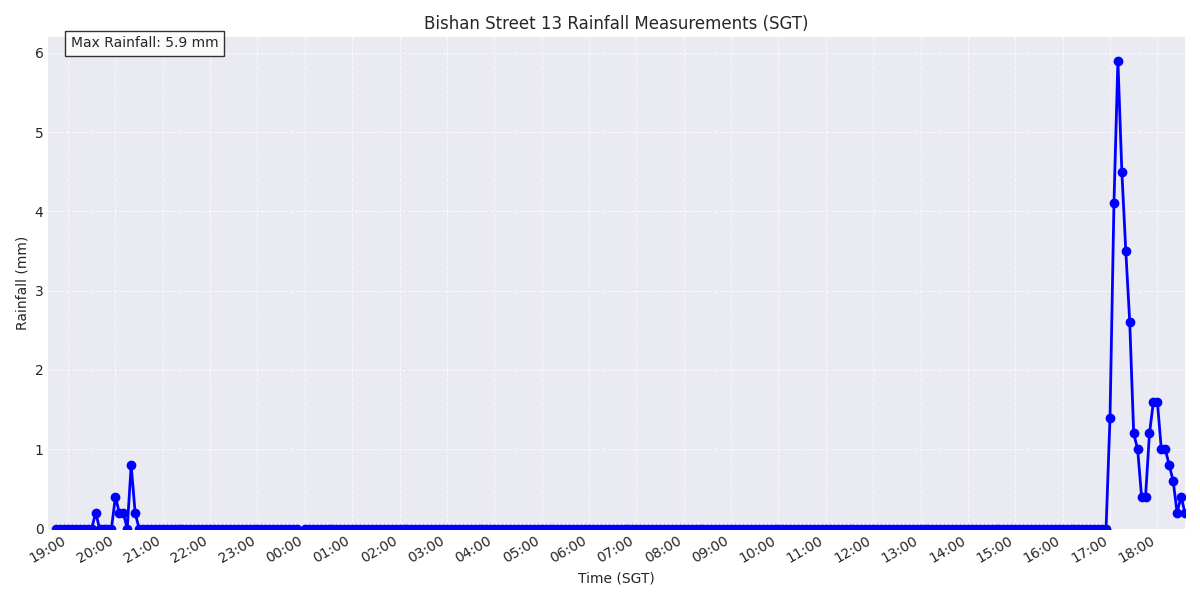 Bishan Street 13 Rainfall Measurements (SGT)
Max Rainfall: 5.9 mm
6
5
4
3
2
1
0
Rainfall (mm)
19:00 20:00 21:00 22:00 23:00 00:00 01:00 02:00 03:00 04:00 05:00 06:00 07:00 08:00 09:00 10:00 11:00 12:00 13:00 14:00 15:00 16:00 17:00 18:00
Time (SGT)